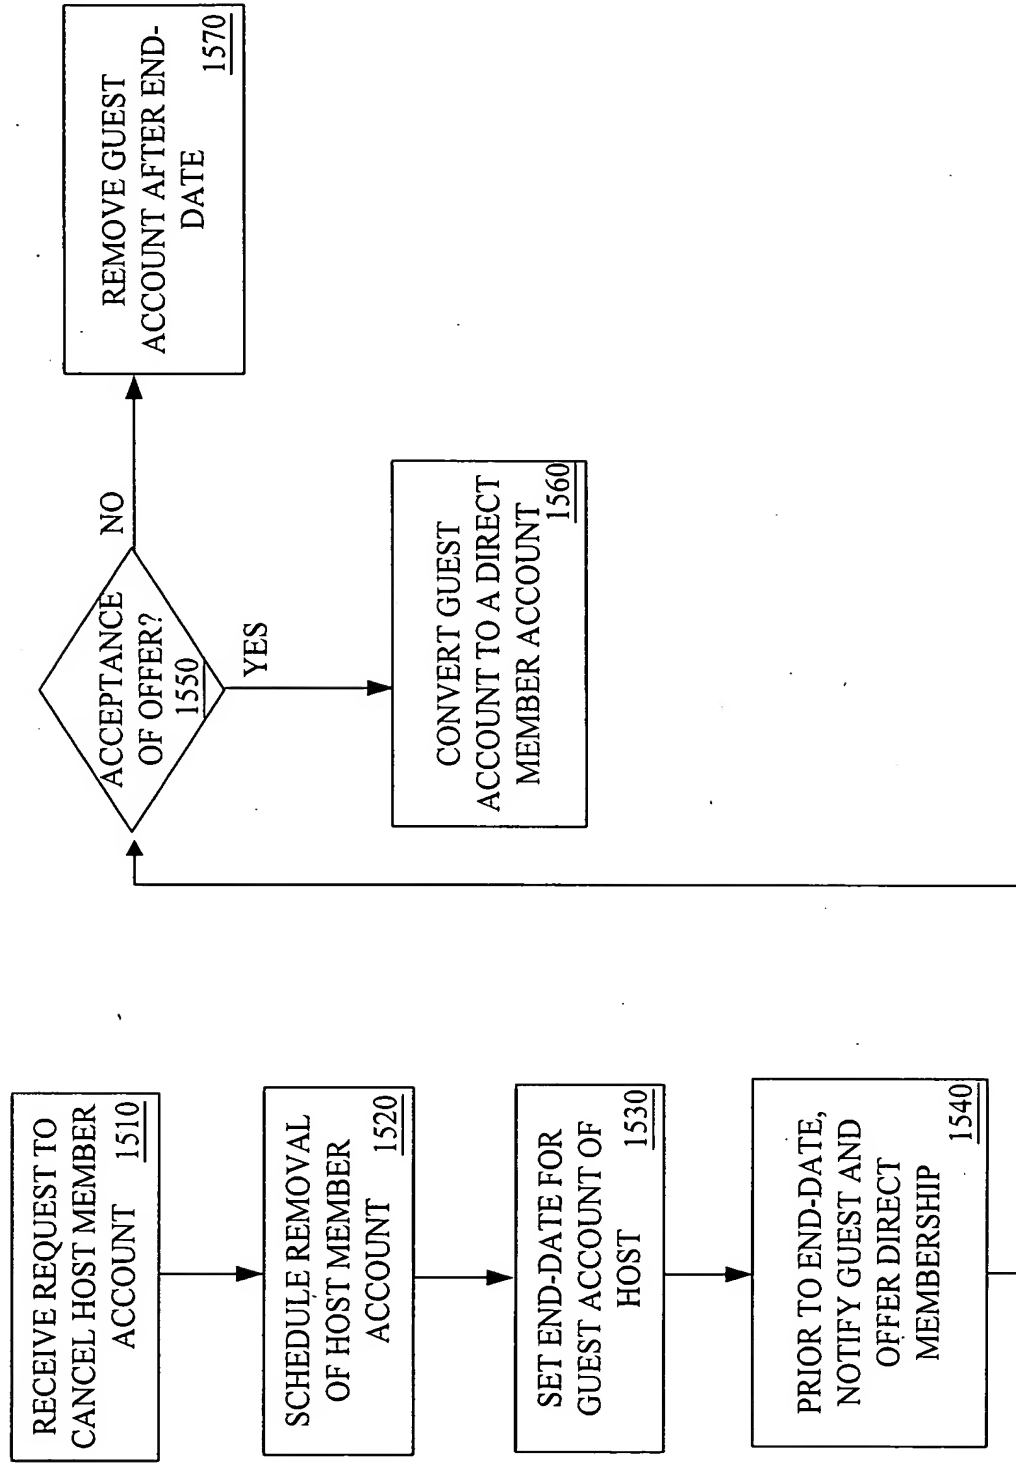 RECEIVE REQUEST TO
CANCEL HOST MEMBER
ACCOUNT 1510
SCHEDULE REMOVAL
OF HOST MEMBER
ACCOUNT 1520
SET END-DATE FOR
GUEST ACCOUNT OF
HOST 1530
PRIOR TO END-DATE,
NOTIFY GUEST AND
OFFER DIRECT
MEMBERSHIP 1540
ACCEPTANCE
OF OFFER?
1550
NO
YES
CONVERT GUEST
ACCOUNT TO A DIRECT
MEMBER ACCOUNT
1560
REMOVE GUEST
ACCOUNT AFTER END-
DATE
1570